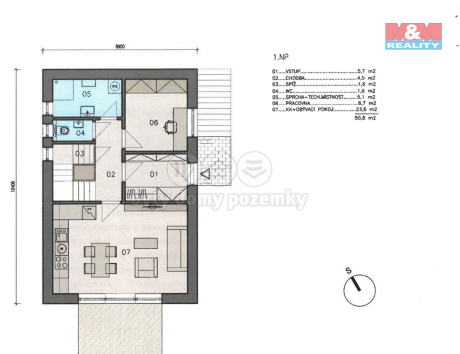 M&M
REALITY
6600
10400
1.NP
01....VSTUP..............5,7 m2
02....CHODBA.............4,5 m2
03....SPÍŽ...............1,6 m2
04....WC.................1,6 m2
05....SPRCHA+TECH.MÍSTNOST...5,1 m2
06....PRACOVNA...........8,7 m2
07....KK+OBÝVACÍ POKOJ...23,6 m2
50,8 m2
05
06
04
03
02
01
07
domy pozemky
S